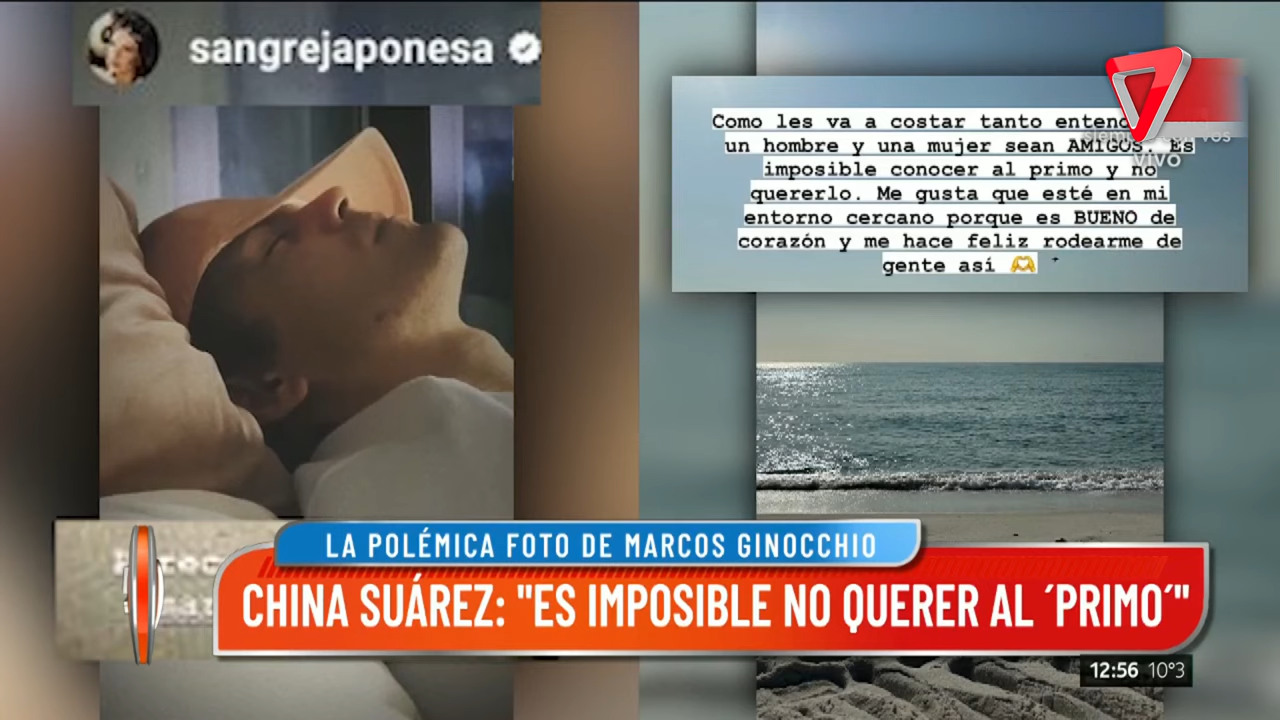 sangrejaponesa
Como les va a costar tanto
un hombre y una mujer sean AMIGOS. Es
imposible conocer al primo y no
quererlo. Me gusta que esté en mi
entorno cercano porque es BUENO de
corazón y me hace feliz rodearme de
gente así 🫶
VIVO
LA POLÉMICA FOTO DE MARCOS GINOCCHIO
CHINA SUÁREZ: "ES IMPOSIBLE NO QUERER AL ´PRIMO´"
12:56 10°3